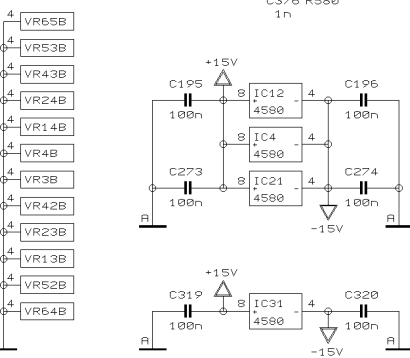 C376 R580
1n
4 VR65B
4 VR53B
4 VR43B
4 VR24B
4 VR14B
4 VR4B
4 VR3B
4 VR42B
4 VR23B
4 VR13B
4 VR52B
4 VR64B
+15V
C195 8 IC12 4 C196
100n + - 4580 100n
8 IC4 4
4580
C273 8 IC21 4 C274
100n + - 4580 100n
A A
-15V
+15V
C319 8 IC31 4 C320
100n + - 4580 100n
A A
-15V